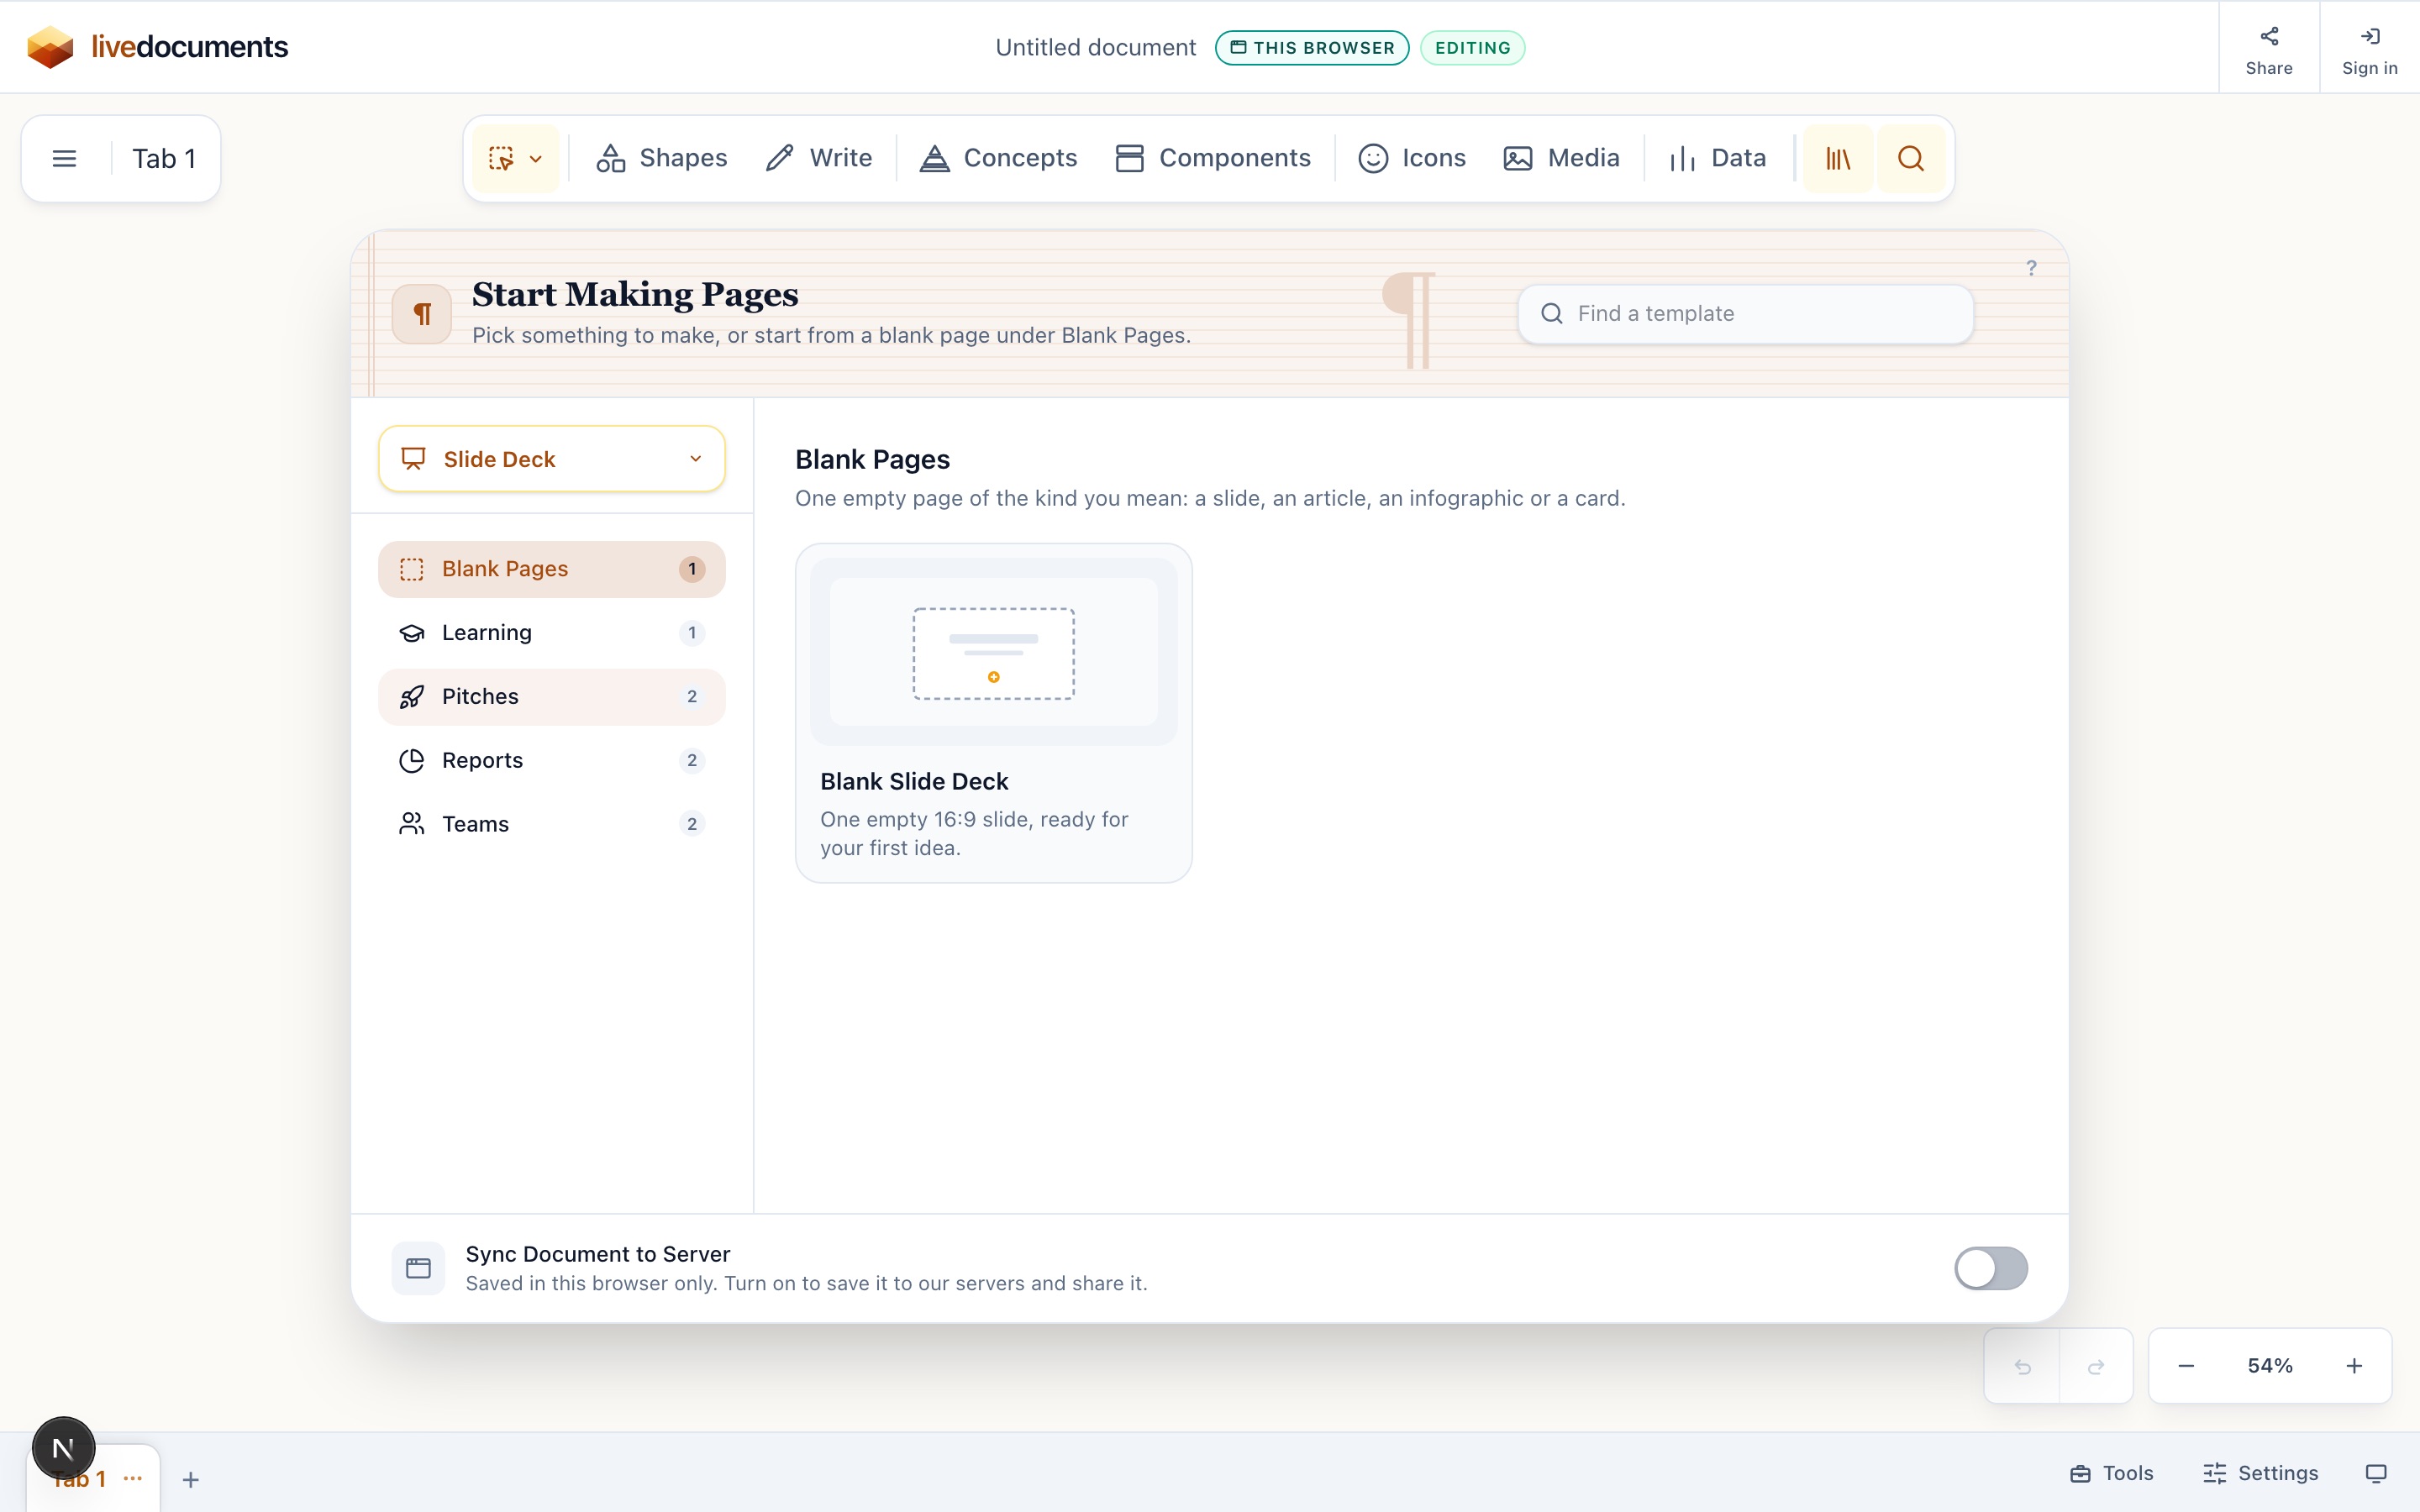 livedocuments
Untitled document
THIS BROWSER
EDITING
Share
Sign in
Tab 1
Shapes
Write
Concepts
Components
Icons
Media
Data
¶
Start Making Pages
Pick something to make, or start from a blank page under Blank Pages.
¶
Find a template
?
Slide Deck
Blank Pages 1
Learning 1
Pitches 2
Reports 2
Teams 2
Blank Pages
One empty page of the kind you mean: a slide, an article, an infographic or a card.
Blank Slide Deck
One empty 16:9 slide, ready for
your first idea.
Sync Document to Server
Saved in this browser only. Turn on to save it to our servers and share it.
54%
N
Tab 1
Tools
Settings